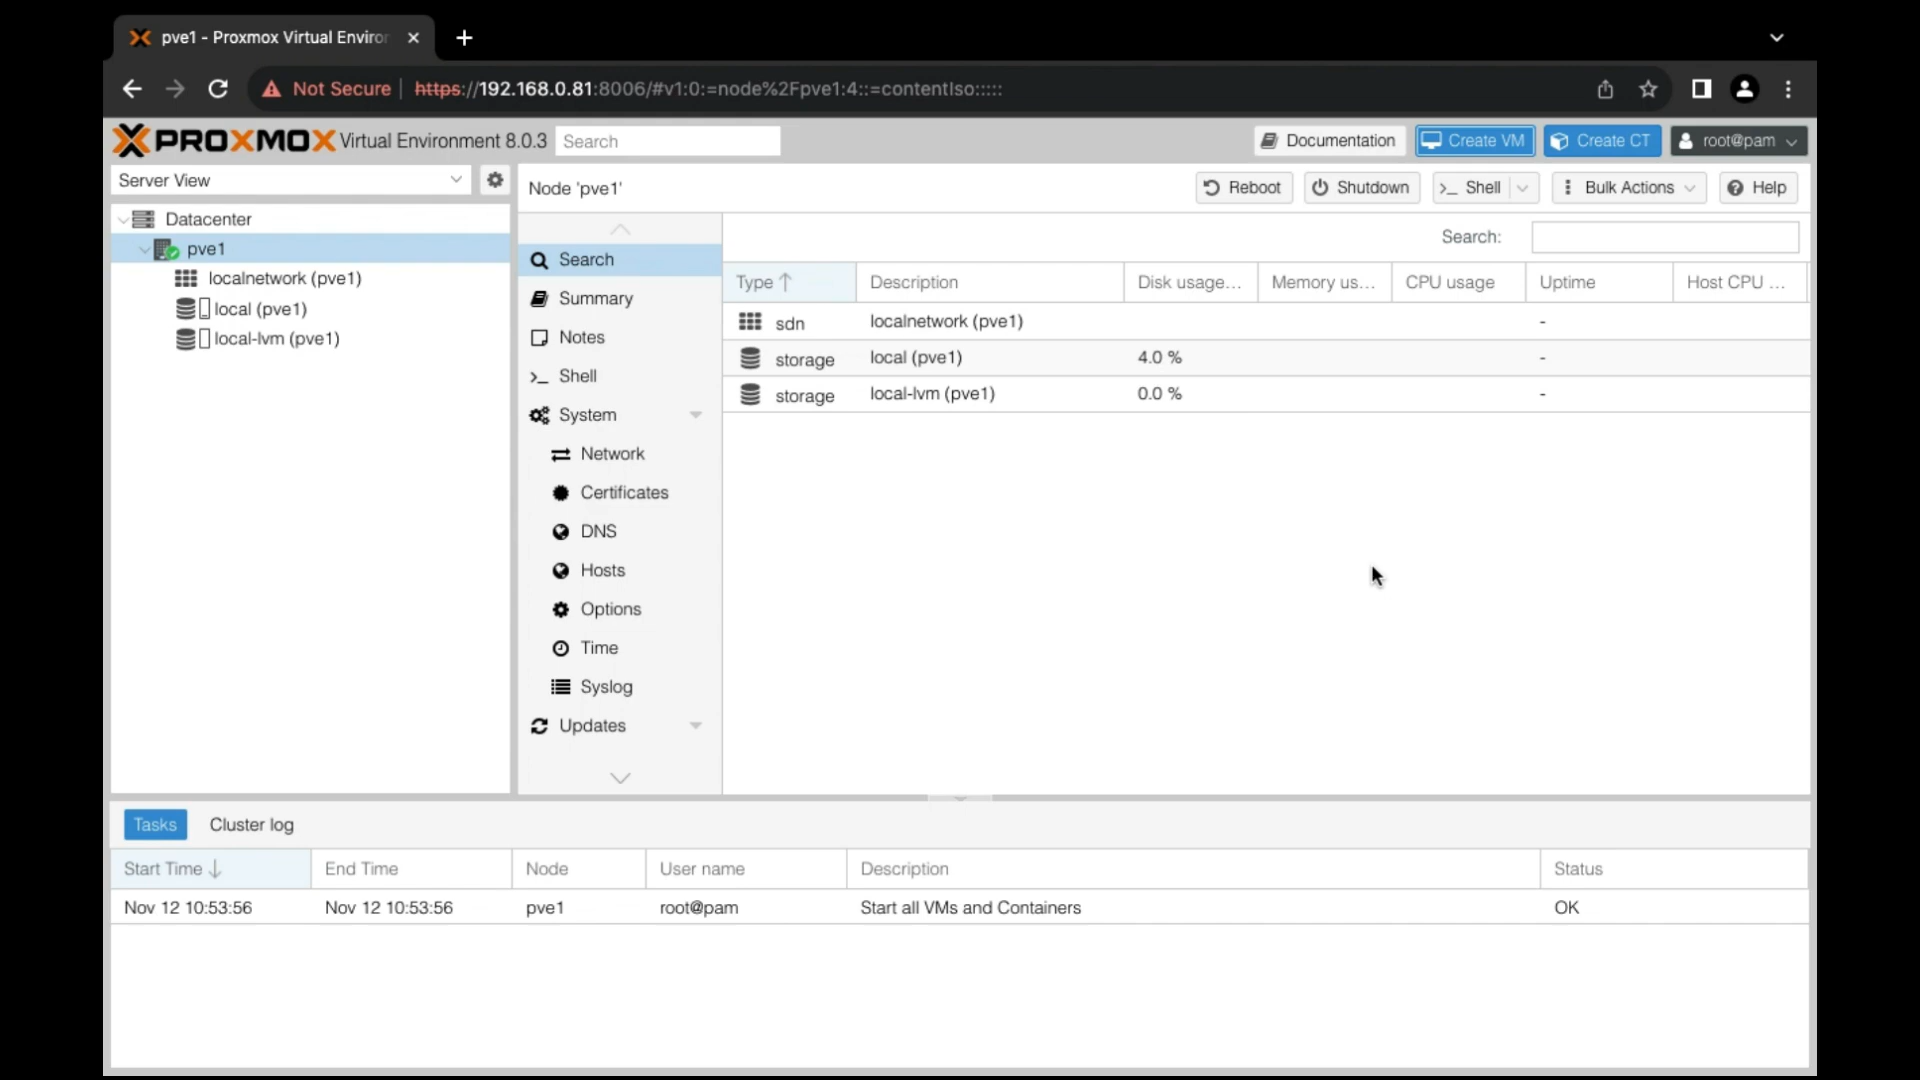 pve1 - Proxmox Virtual Enviror
Not Secure https://192.168.0.81:8006/#v1:0:=node%2Fpve1:4::=contentIso:::::
PROXMOX Virtual Environment 8.0.3 Search Documentation Create VM Create CT root@pam
Server View
Node 'pve1' Reboot Shutdown >_ Shell Bulk Actions Help
Datacenter
pve1
localnetwork (pve1)
local (pve1)
local-lvm (pve1)
Search
Summary
Notes
>_ Shell
System
Network
Certificates
DNS
Hosts
Options
Time
Syslog
Updates
Search:
Type Description Disk usage... Memory us... CPU usage Uptime Host CPU ...
sdn localnetwork (pve1) -
storage local (pve1) 4.0 % -
storage local-lvm (pve1) 0.0 % -
Tasks Cluster log
Start Time End Time Node User name Description Status
Nov 12 10:53:56 Nov 12 10:53:56 pve1 root@pam Start all VMs and Containers OK